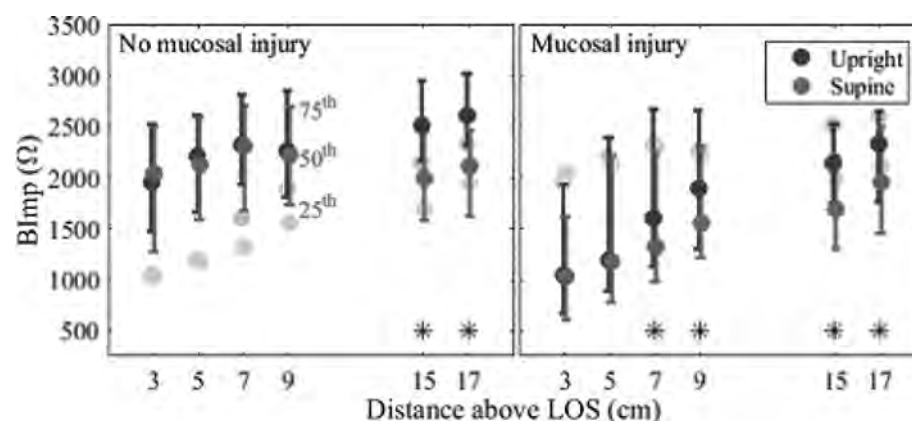 3500
3000
2500
2000
1500
1000
500
BImp (Ω)
No mucosal injury
75th
50th
25th
* *
3 5 7 9 15 17
Mucosal injury
Upright
Supine
* * * *
3 5 7 9 15 17
Distance above LOS (cm)